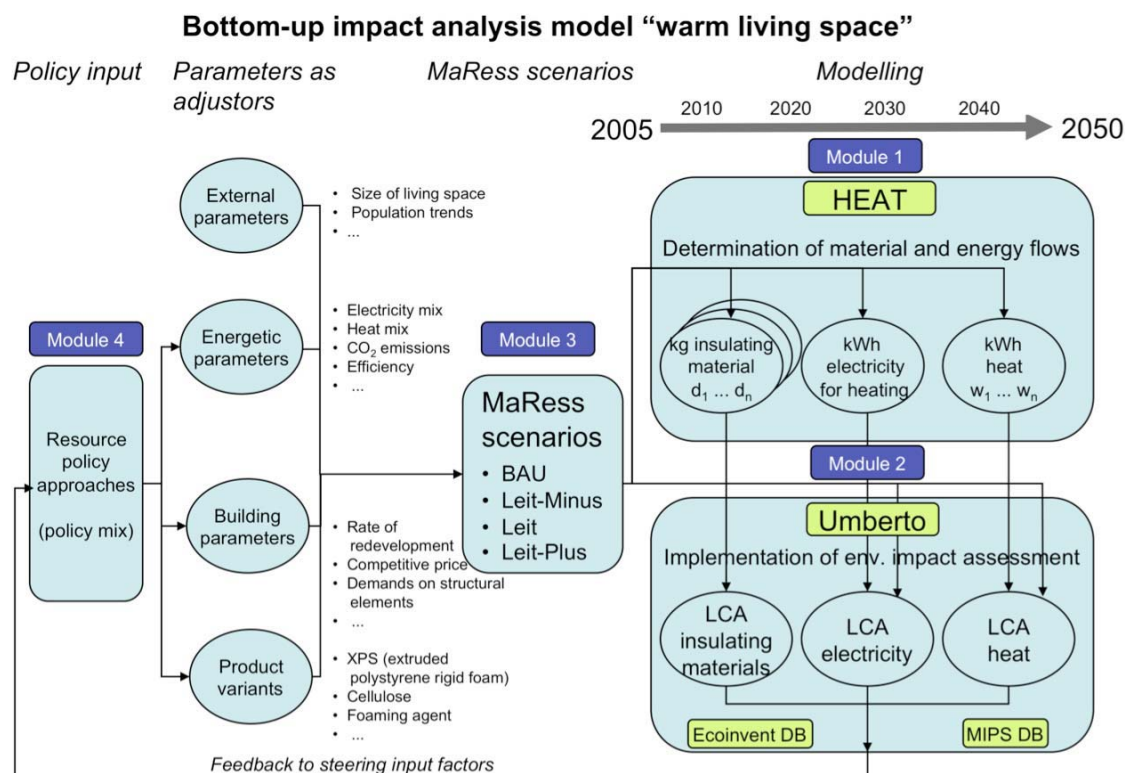 Bottom-up impact analysis model “warm living space”
Policy input
Parameters as
adjustors
MaRess scenarios
Modelling
2010
2020
2030
2040
2005
2050
Module 1
HEAT
Determination of material and energy flows
kg insulating
material
d1 ... dn
kWh
electricity
for heating
kWh
heat
w1 ... wn
External
parameters
• Size of living space
• Population trends
• ...
Module 4
Resource
policy
approaches
(policy mix)
Energetic
parameters
• Electricity mix
• Heat mix
• CO2 emissions
• Efficiency
• ...
Module 3
MaRess
scenarios
• BAU
• Leit-Minus
• Leit
• Leit-Plus
Building
parameters
• Rate of
redevelopment
• Competitive price
• Demands on structural
elements
• ...
Product
variants
• XPS (extruded
polystyrene rigid foam)
• Cellulose
• Foaming agent
• ...
Module 2
Umberto
Implementation of env. impact assessment
LCA
insulating
materials
LCA
electricity
LCA
heat
Ecoinvent DB
MIPS DB
Feedback to steering input factors